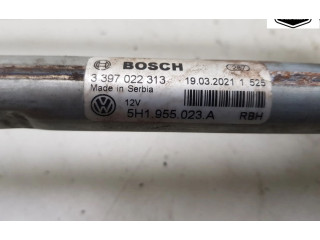 BOSCH
3 397 022 313 19.03.2021 1 525
Made in Serbia
12V
5H1.955.023.A RBH